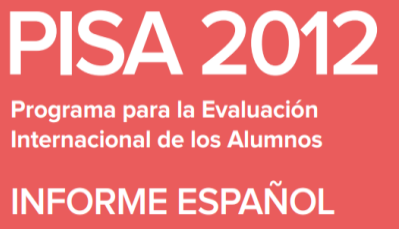 PISA 2012
Programa para la Evaluación
Internacional de los Alumnos
INFORME ESPAÑOL